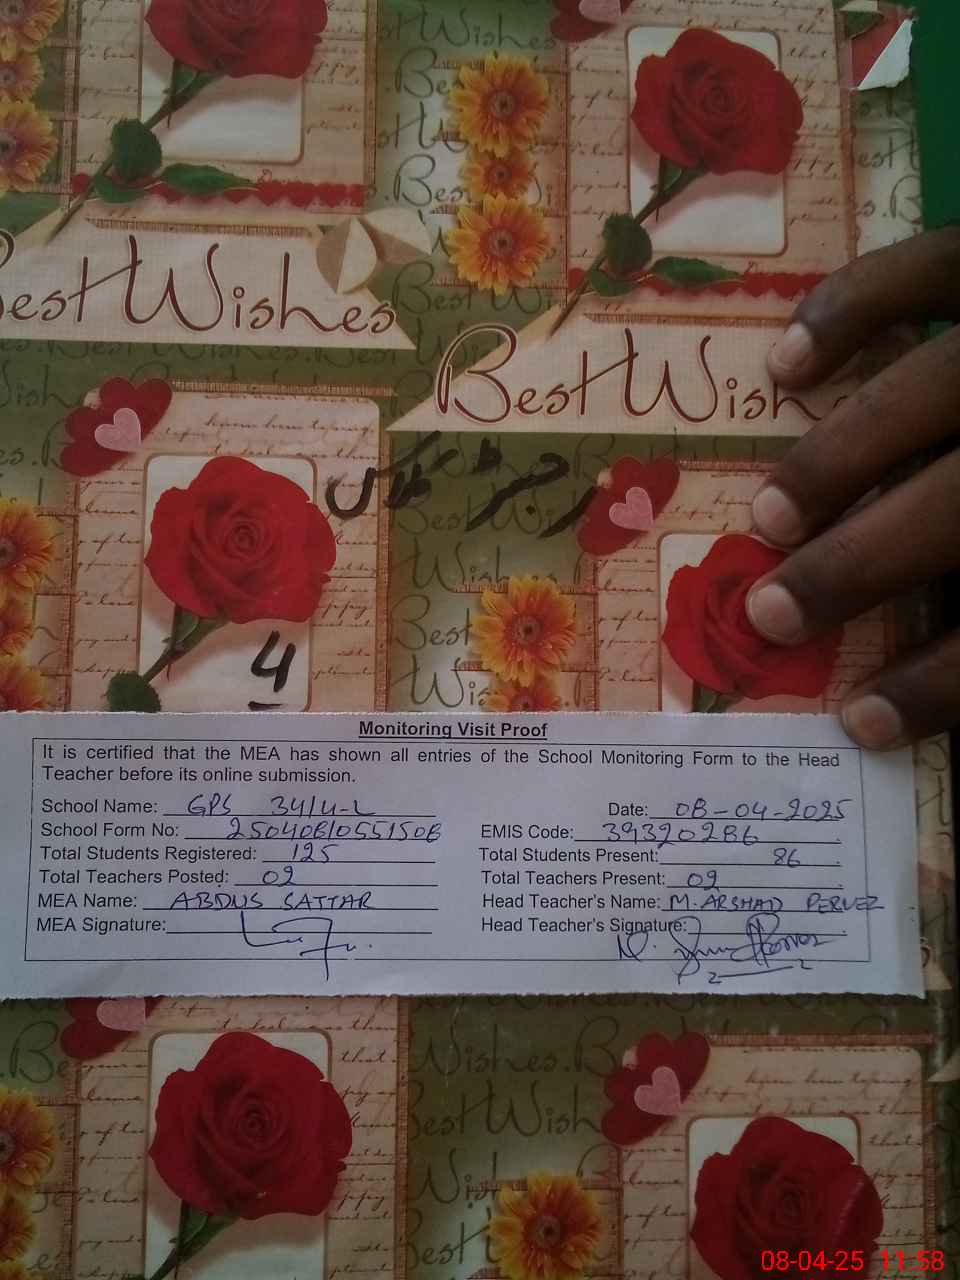 Best Wishes
Best Wishes
رجسٹر کلاس
4
Monitoring Visit Proof
It is certified that the MEA has shown all entries of the School Monitoring Form to the Head
Teacher before its online submission.
School Name: GPS 34/4-L Date: 08-04-2025
School Form No: 25040810551508 EMIS Code: 39320286
Total Students Registered: 125 Total Students Present: 86
Total Teachers Posted: 02 Total Teachers Present: 02
MEA Name: ABDUS SATTAR Head Teacher's Name: M. ARSHAD PERVEZ
MEA Signature: Head Teacher's Signature:
08-04-25 11:58